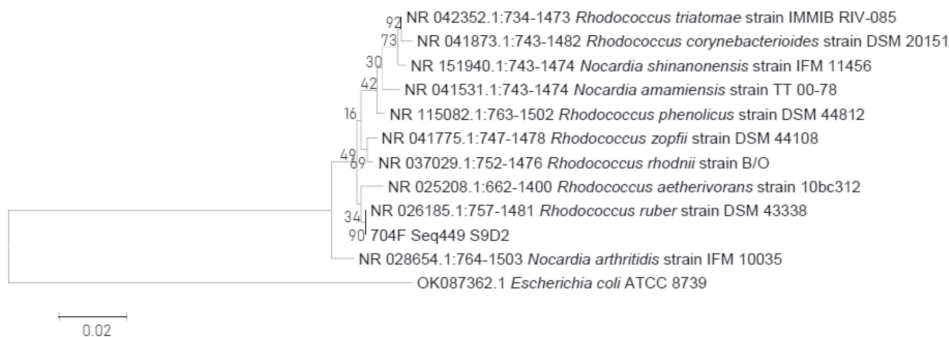 NR 042352.1:734-1473 Rhodococcus triatomae strain IMMIB RIV-085
92
NR 041873.1:743-1482 Rhodococcus corynebacterioides strain DSM 20151
73
NR 151940.1:743-1474 Nocardia shinanonensis strain IFM 11456
30
NR 041531.1:743-1474 Nocardia amamiensis strain TT 00-78
42
NR 115082.1:763-1502 Rhodococcus phenolicus strain DSM 44812
16
NR 041775.1:747-1478 Rhodococcus zopfii strain DSM 44108
49
69
NR 037029.1:752-1476 Rhodococcus rhodnii strain B/O
NR 025208.1:662-1400 Rhodococcus aetherivorans strain 10bc312
34
NR 026185.1:757-1481 Rhodococcus ruber strain DSM 43338
90
704F Seq449 S9D2
NR 028654.1:764-1503 Nocardia arthritidis strain IFM 10035
OK087362.1 Escherichia coli ATCC 8739
0.02